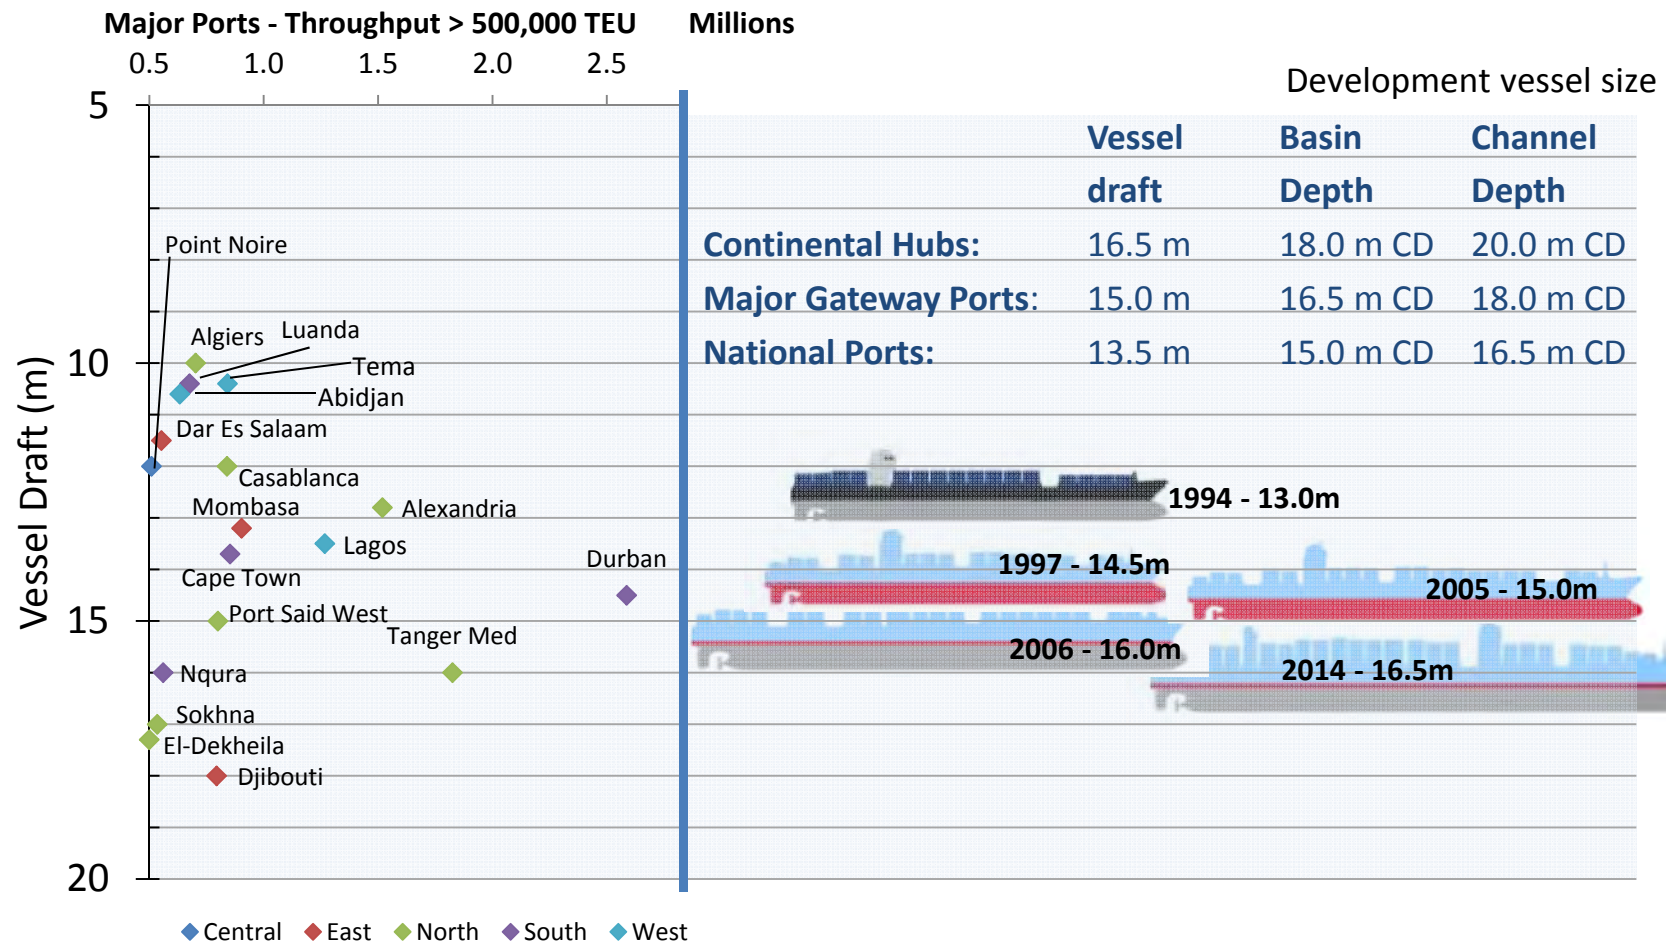 Major Ports - Throughput > 500,000 TEU Millions
0.5 1.0 1.5 2.0 2.5
Development vessel size
Vessel Draft (m)
5
10
15
20
Vessel Basin Channel
draft Depth Depth
Continental Hubs: 16.5 m 18.0 m CD 20.0 m CD
Major Gateway Ports: 15.0 m 16.5 m CD 18.0 m CD
National Ports: 13.5 m 15.0 m CD 16.5 m CD
Point Noire
Algiers
Luanda
Tema
Abidjan
Dar Es Salaam
Casablanca
Mombasa
Alexandria
Lagos
Cape Town
Durban
Port Said West
Tanger Med
Nqura
Sokhna
El-Dekheila
Djibouti
1994 - 13.0m
1997 - 14.5m
2005 - 15.0m
2006 - 16.0m
2014 - 16.5m
Central East North South West